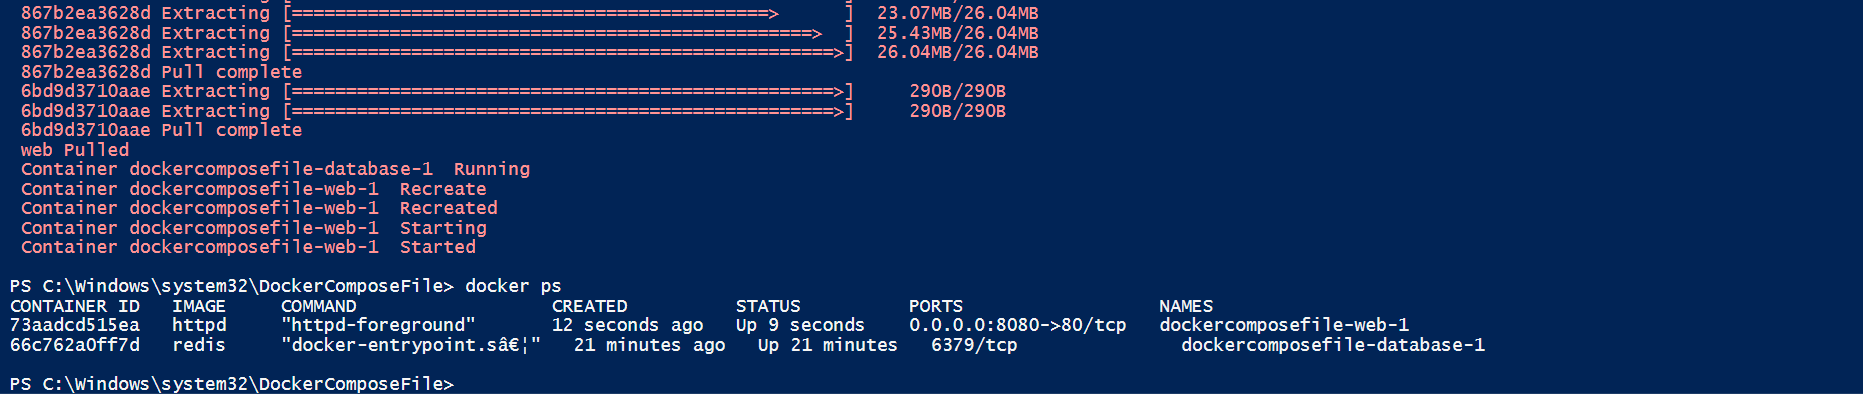 867b2ea3628d Extracting [============================================>      ]  23.07MB/26.04MB
867b2ea3628d Extracting [================================================>  ]  25.43MB/26.04MB
867b2ea3628d Extracting [==================================================>]  26.04MB/26.04MB
867b2ea3628d Pull complete
6bd9d3710aae Extracting [==================================================>]     290B/290B
6bd9d3710aae Extracting [==================================================>]     290B/290B
6bd9d3710aae Pull complete
web Pulled
Container dockercomposefile-database-1  Running
Container dockercomposefile-web-1  Recreate
Container dockercomposefile-web-1  Recreated
Container dockercomposefile-web-1  Starting
Container dockercomposefile-web-1  Started
PS C:\Windows\system32\DockerComposeFile> docker ps
CONTAINER ID   IMAGE     COMMAND                  CREATED          STATUS          PORTS                  NAMES
73aadcd515ea   httpd     "httpd-foreground"       12 seconds ago   Up 9 seconds    0.0.0.0:8080->80/tcp   dockercomposefile-web-1
66c762a0ff7d   redis     "docker-entrypoint.sâ€¦"   21 minutes ago   Up 21 minutes   6379/tcp               dockercomposefile-database-1
PS C:\Windows\system32\DockerComposeFile>